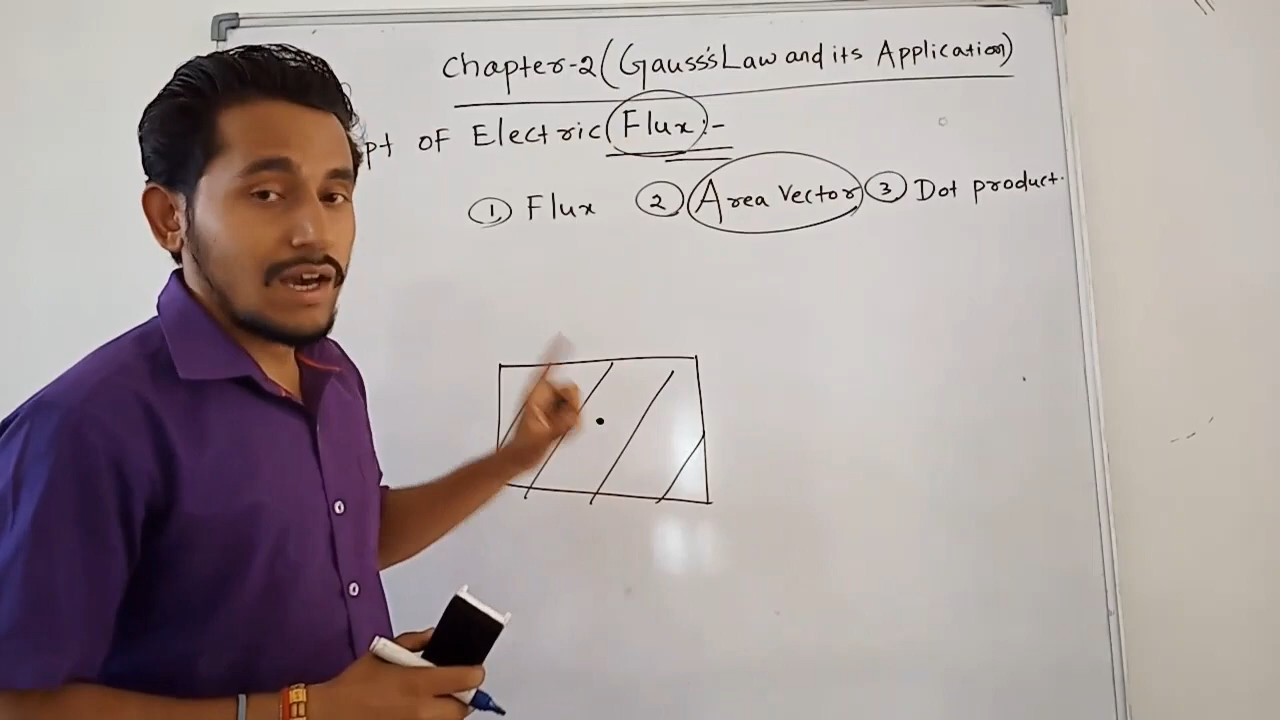 Chapter-2 (Gauss's Law and its Application)
pt of Electric Flux:-
① Flux ② Area Vector ③ Dot product.